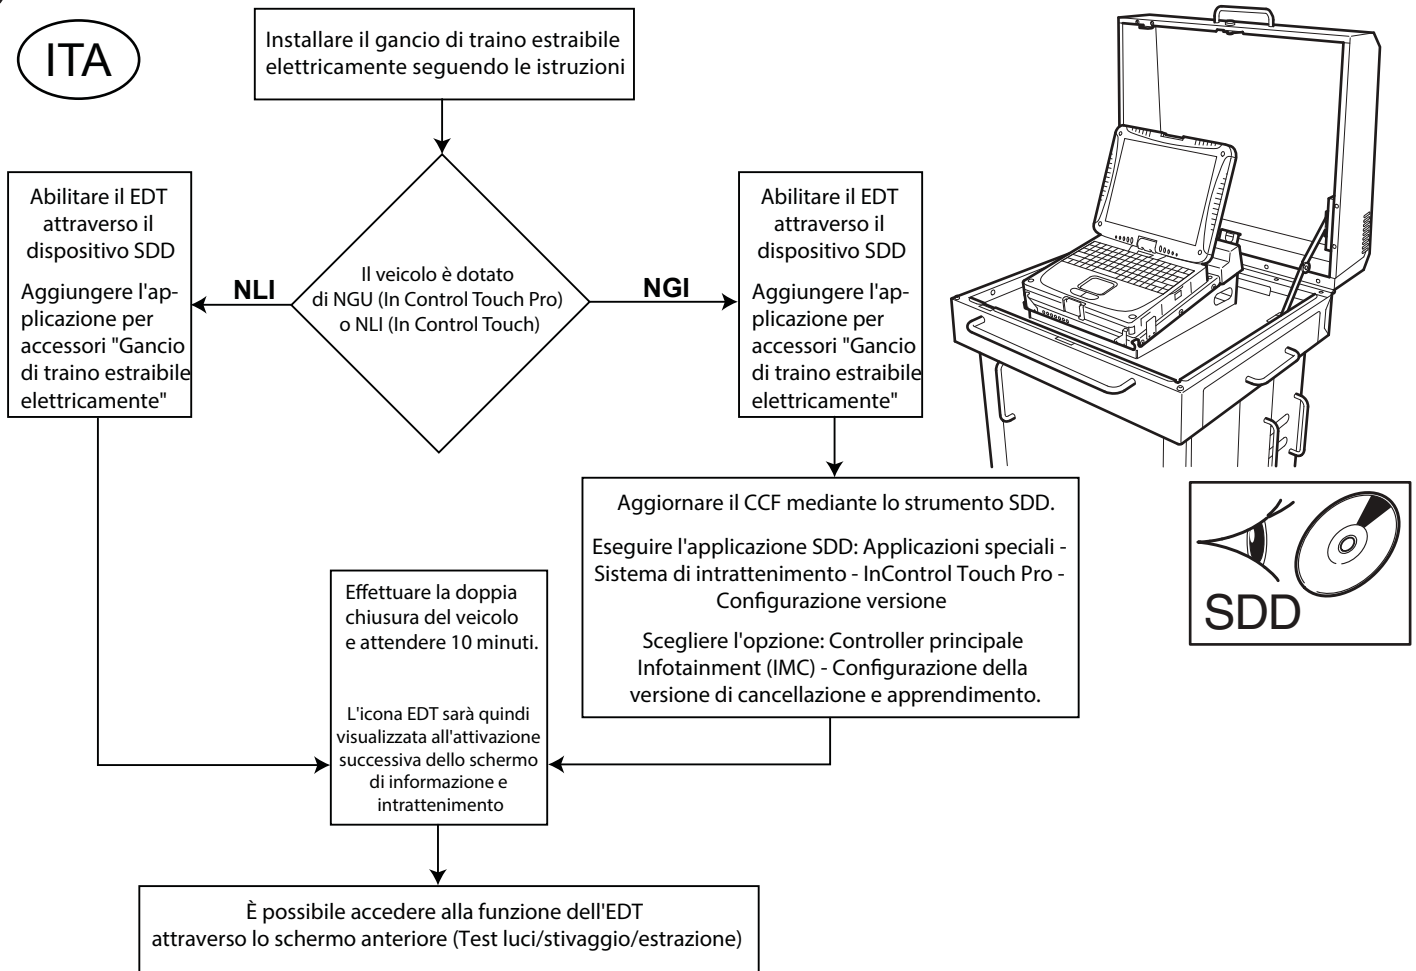 ITA
Installare il gancio di traino estraibile
elettricamente seguendo le istruzioni
Abilitare il EDT
attraverso il
dispositivo SDD
Aggiungere l'ap-
plicazione per
accessori "Gancio
di traino estraibile
elettricamente"
NLI
Il veicolo è dotato
di NGU (In Control Touch Pro)
o NLI (In Control Touch)
NGI
Abilitare il EDT
attraverso il
dispositivo SDD
Aggiungere l'ap-
plicazione per
accessori "Gancio
di traino estraibile
elettricamente"
Aggiornare il CCF mediante lo strumento SDD.
Eseguire l'applicazione SDD: Applicazioni speciali -
Sistema di intrattenimento - InControl Touch Pro -
Configurazione versione
Scegliere l'opzione: Controller principale
Infotainment (IMC) - Configurazione della
versione di cancellazione e apprendimento.
SDD
Effettuare la doppia
chiusura del veicolo
e attendere 10 minuti.
L'icona EDT sarà quindi
visualizzata all'attivazione
successiva dello schermo
di informazione e
intrattenimento
È possibile accedere alla funzione dell'EDT
attraverso lo schermo anteriore (Test luci/stivaggio/estrazione)